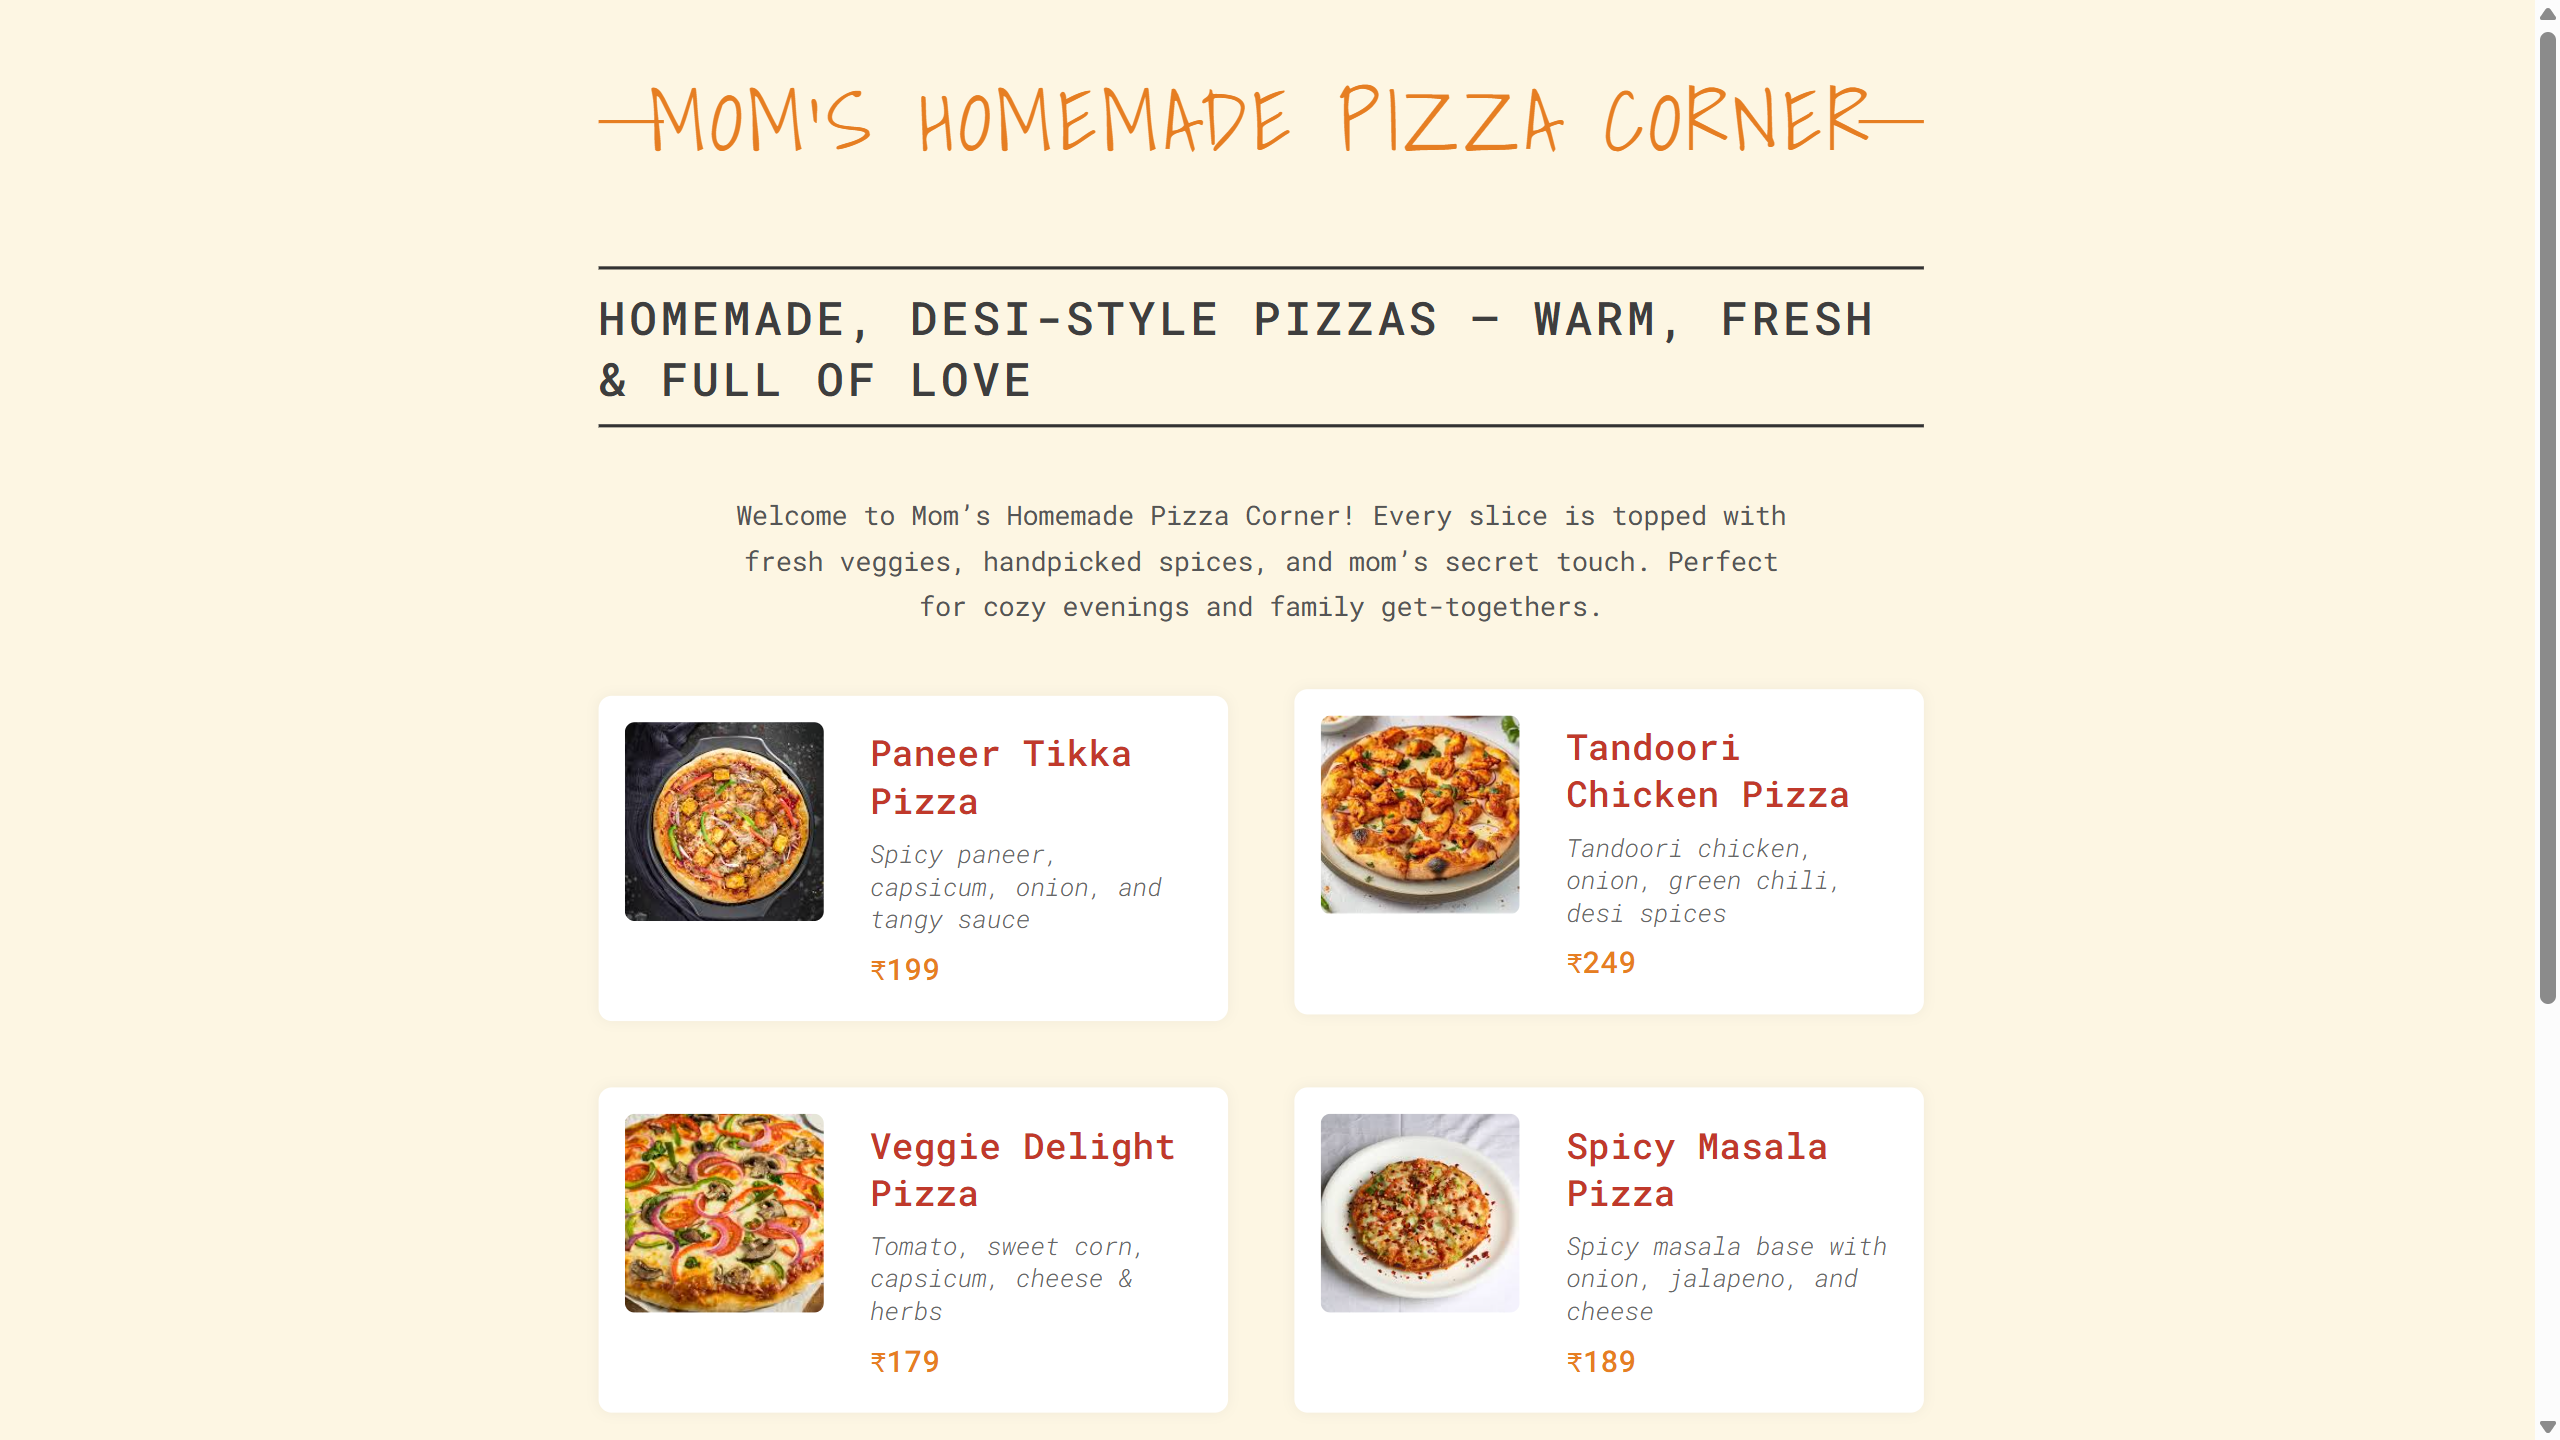 MOM'S HOMEMADE PIZZA CORNER
HOMEMADE, DESI-STYLE PIZZAS – WARM, FRESH
& FULL OF LOVE
Welcome to Mom’s Homemade Pizza Corner! Every slice is topped with
fresh veggies, handpicked spices, and mom’s secret touch. Perfect
for cozy evenings and family get-togethers.
Paneer Tikka
Pizza
Spicy paneer,
capsicum, onion, and
tangy sauce
₹199
Tandoori
Chicken Pizza
Tandoori chicken,
onion, green chili,
desi spices
₹249
Veggie Delight
Pizza
Tomato, sweet corn,
capsicum, cheese &
herbs
₹179
Spicy Masala
Pizza
Spicy masala base with
onion, jalapeno, and
cheese
₹189